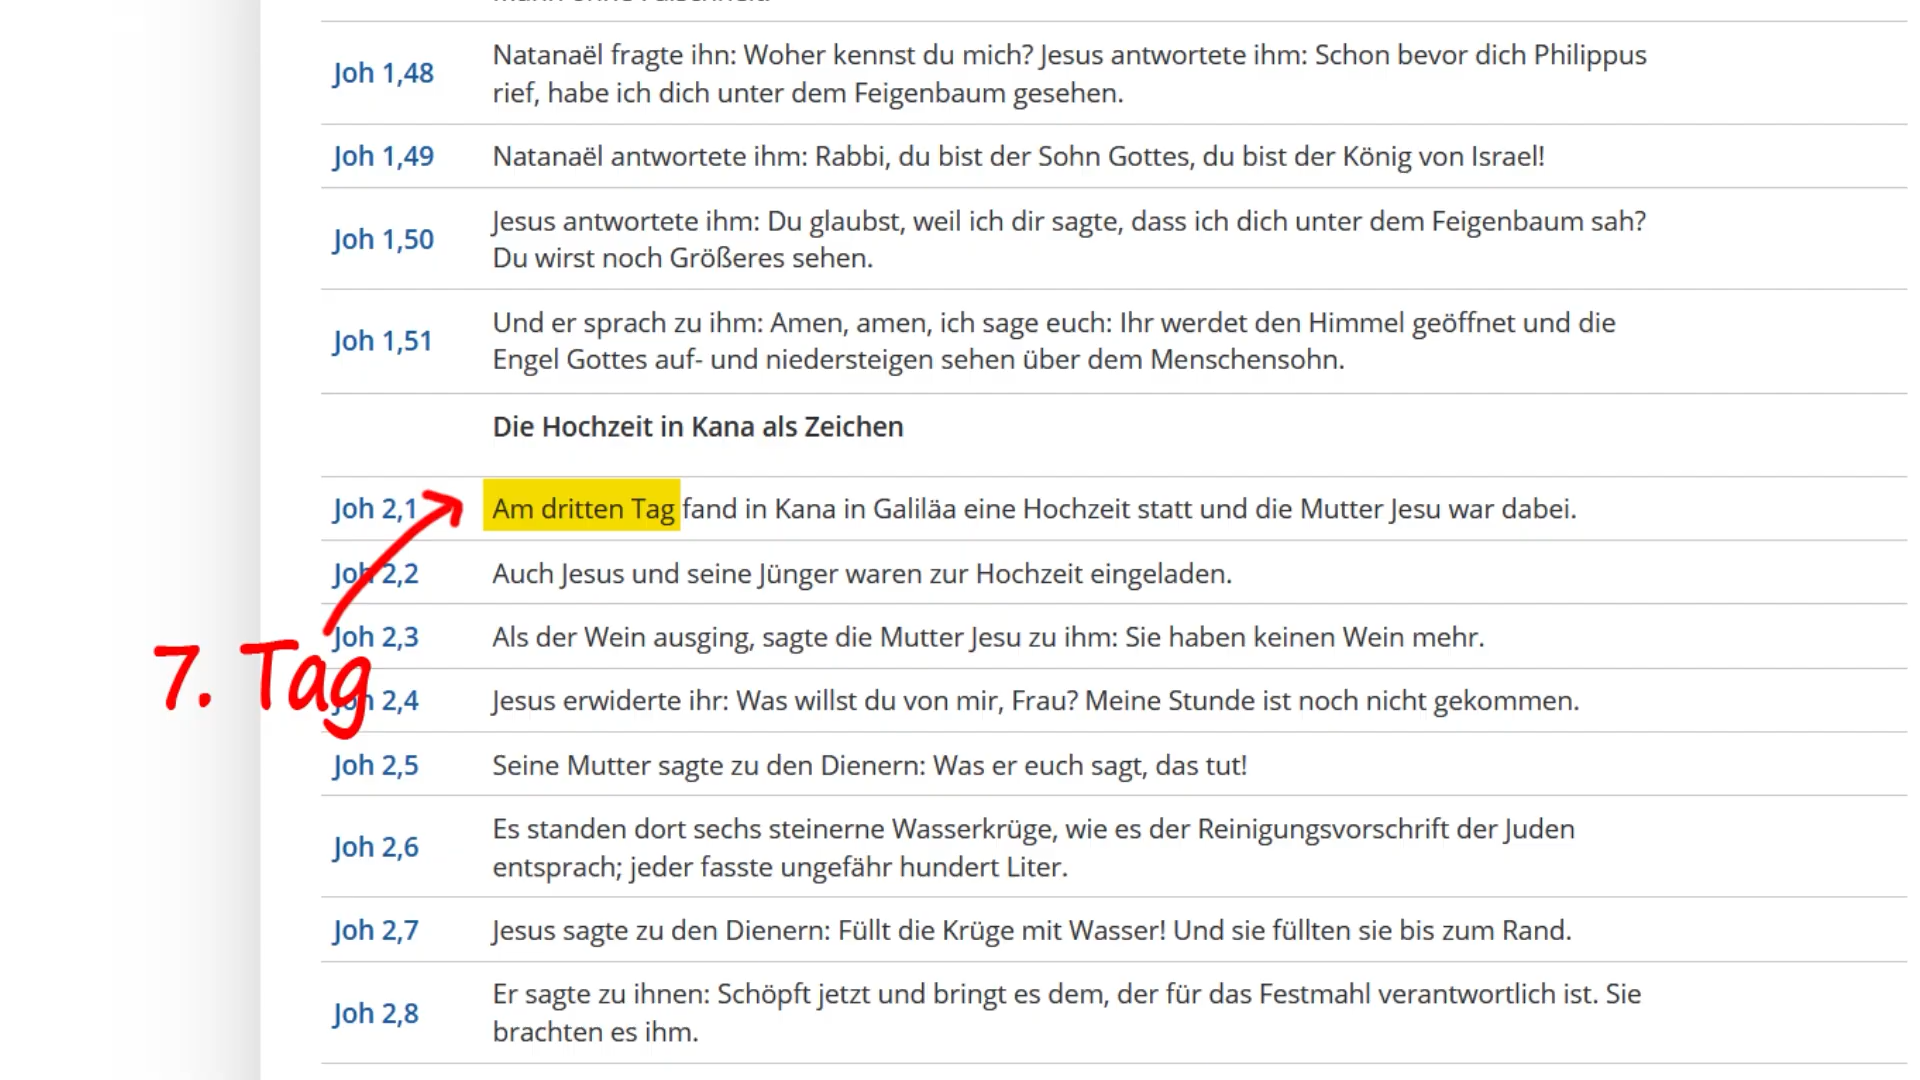 Joh 1,48
Natanaël fragte ihn: Woher kennst du mich? Jesus antwortete ihm: Schon bevor dich Philippus
rief, habe ich dich unter dem Feigenbaum gesehen.
Joh 1,49
Natanaël antwortete ihm: Rabbi, du bist der Sohn Gottes, du bist der König von Israel!
Joh 1,50
Jesus antwortete ihm: Du glaubst, weil ich dir sagte, dass ich dich unter dem Feigenbaum sah?
Du wirst noch Größeres sehen.
Joh 1,51
Und er sprach zu ihm: Amen, amen, ich sage euch: Ihr werdet den Himmel geöffnet und die
Engel Gottes auf- und niedersteigen sehen über dem Menschensohn.
Die Hochzeit in Kana als Zeichen
Joh 2,1
Am dritten Tag fand in Kana in Galiläa eine Hochzeit statt und die Mutter Jesu war dabei.
Joh 2,2
Auch Jesus und seine Jünger waren zur Hochzeit eingeladen.
Joh 2,3
Als der Wein ausging, sagte die Mutter Jesu zu ihm: Sie haben keinen Wein mehr.
7. Tag
Joh 2,4
Jesus erwiderte ihr: Was willst du von mir, Frau? Meine Stunde ist noch nicht gekommen.
Joh 2,5
Seine Mutter sagte zu den Dienern: Was er euch sagt, das tut!
Joh 2,6
Es standen dort sechs steinerne Wasserkrüge, wie es der Reinigungsvorschrift der Juden
entsprach; jeder fasste ungefähr hundert Liter.
Joh 2,7
Jesus sagte zu den Dienern: Füllt die Krüge mit Wasser! Und sie füllten sie bis zum Rand.
Joh 2,8
Er sagte zu ihnen: Schöpft jetzt und bringt es dem, der für das Festmahl verantwortlich ist. Sie
brachten es ihm.